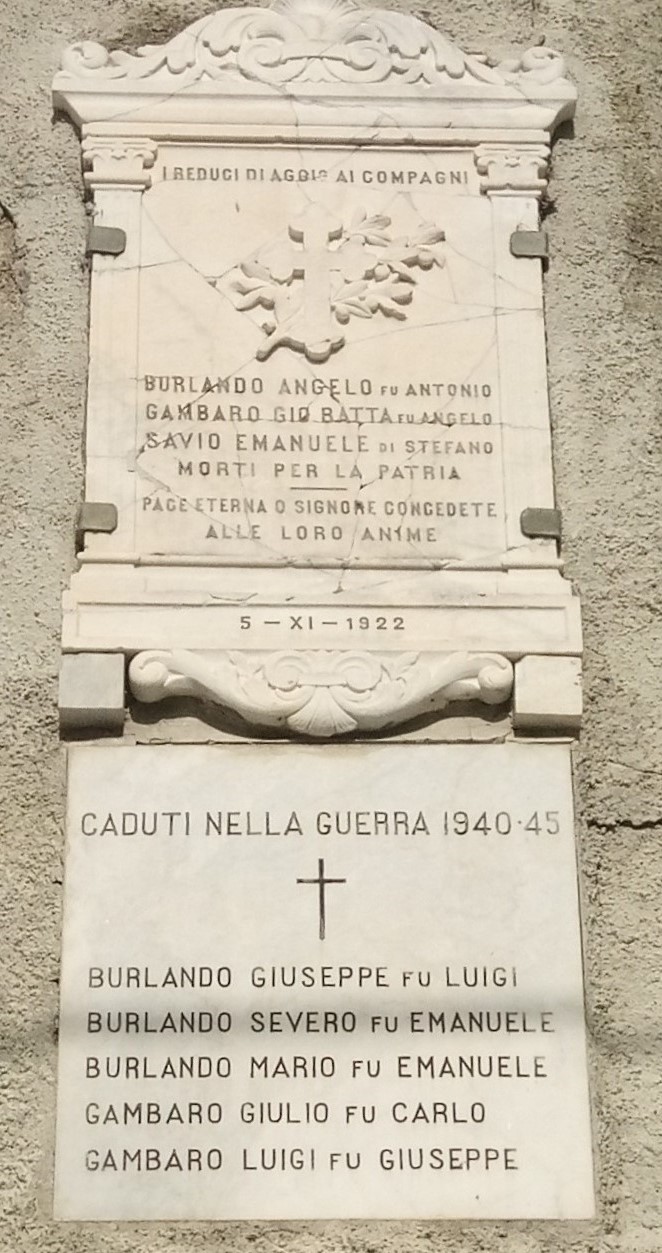 I REDUCI DI AGGIO AI COMPAGNI
BURLANDO ANGELO FU ANTONIO
GAMBARO GIO BATTA FU ANGELO
SAVIO EMANUELE DI STEFANO
MORTI PER LA PATRIA
PACE ETERNA O SIGNORE CONCEDETE
ALLE LORO ANIME
5-XI-1922
CADUTI NELLA GUERRA 1940·45
BURLANDO GIUSEPPE FU LUIGI
BURLANDO SEVERO FU EMANUELE
BURLANDO MARIO FU EMANUELE
GAMBARO GIULIO FU CARLO
GAMBARO LUIGI FU GIUSEPPE